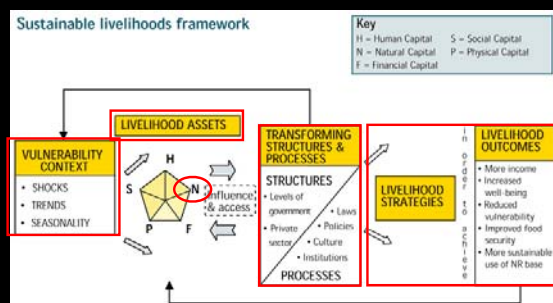 Sustainable livelihoods framework
Key
H = Human Capital S = Social Capital
N = Natural Capital P = Physical Capital
F = Financial Capital
LIVELIHOOD ASSETS
VULNERABILITY
CONTEXT
• SHOCKS
• TRENDS
• SEASONALITY
H
S
N
P
F
Influence
& access
TRANSFORMING
STRUCTURES
& PROCESSES
STRUCTURES
• Levels of
government
• Private
sector
• Laws
• Policies
• Culture
• Institutions
PROCESSES
LIVELIHOOD
STRATEGIES
in order to achieve
LIVELIHOOD
OUTCOMES
• More income
• Increased
well-being
• Reduced
vulnerability
• Improved food
security
• More sustainable
use of NR base